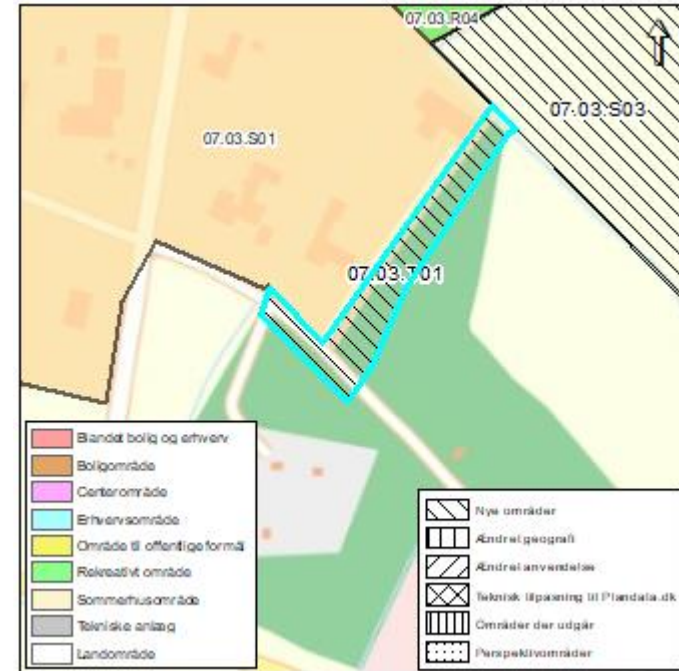 07.03.R04
07.03.S03
07.03.S01
07.03.T01
Blandet bolig og erhverv
Boligområde
Centerområde
Erhvervsområde
Område til offentlige formål
Rekreativt område
Sommerhusområde
Tekniske anlæg
Landområde
Nye områder
Ændret geografi
Ændret anvendelse
Teknisk tilpasning til Plandata.dk
Områder der udgår
Perspektivområder